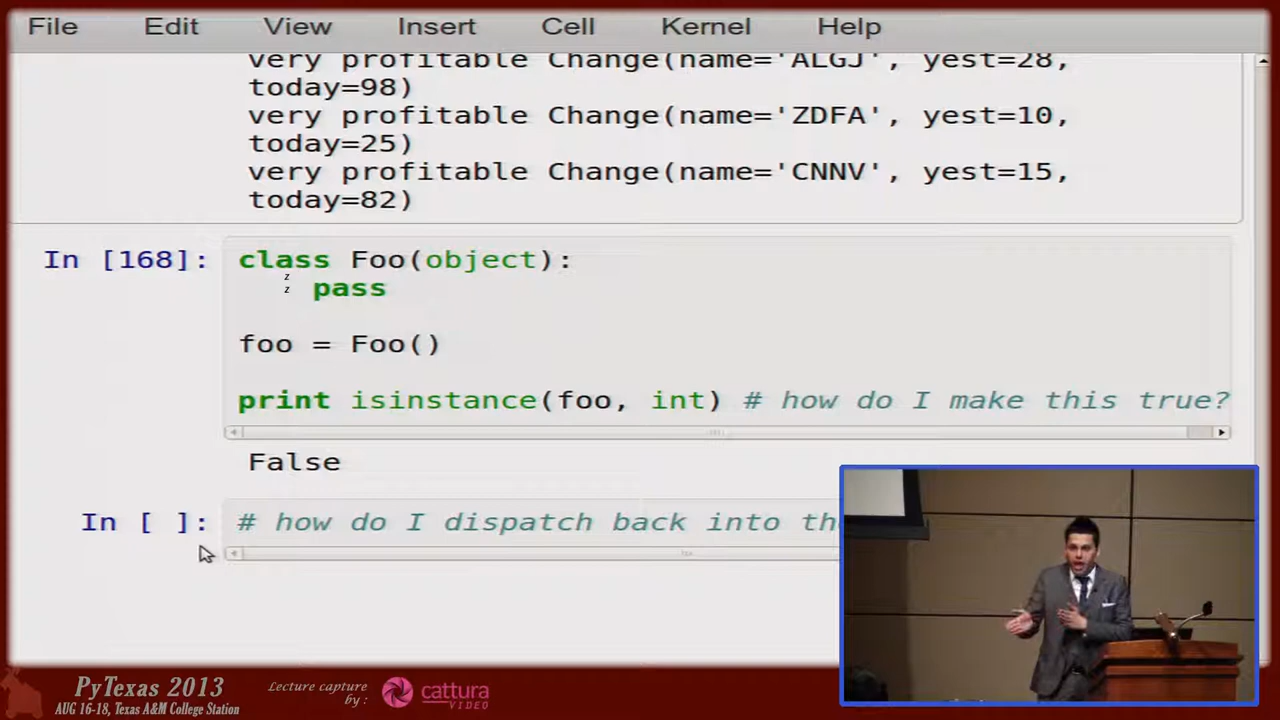 File Edit View Insert Cell Kernel Help
very profitable Change(name='ALGJ', yest=28,
today=98)
very profitable Change(name='ZDFA', yest=10,
today=25)
very profitable Change(name='CNNV', yest=15,
today=82)
In [168]: class Foo(object):
z
z
pass
foo = Foo()
print isinstance(foo, int) # how do I make this true?
False
In [ ]: # how do I dispatch back into th
PyTexas 2013
AUG 16-18, Texas A&M College Station
Lecture capture
by :
cattura
VIDEO